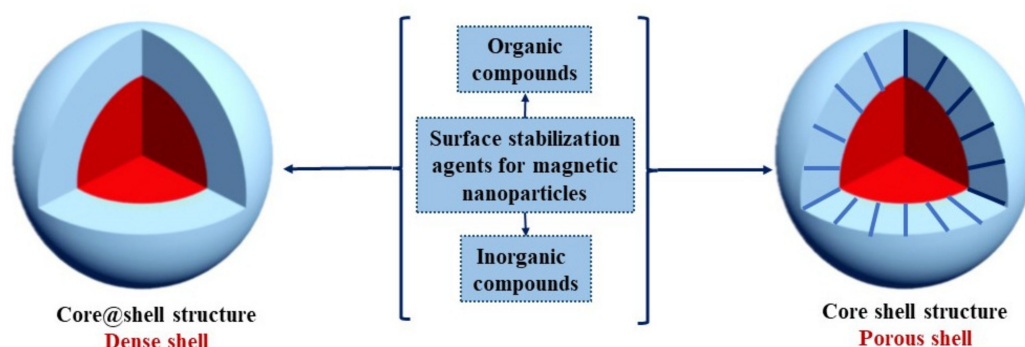 Organic
compounds
Surface stabilization
agents for magnetic
nanoparticles
Inorganic
compounds
Core@shell structure
Dense shell
Core shell structure
Porous shell